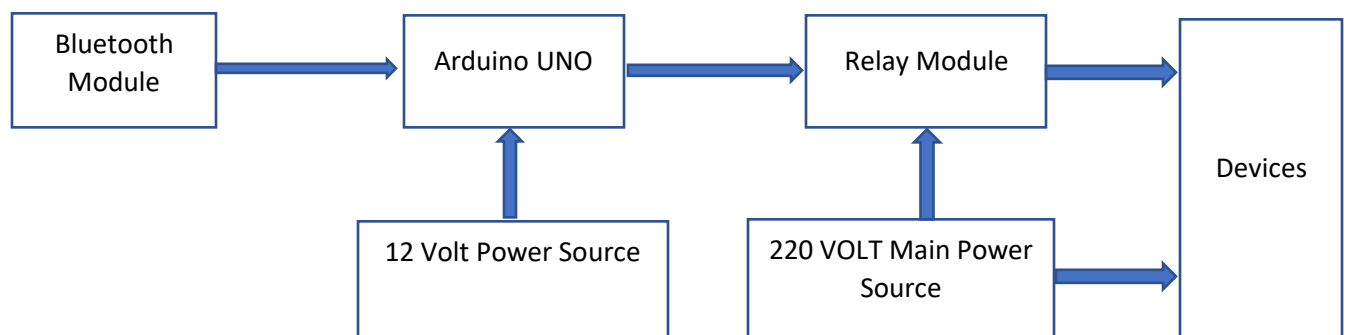 Bluetooth
Module
Arduino UNO
Relay Module
Devices
12 Volt Power Source
220 VOLT Main Power
Source